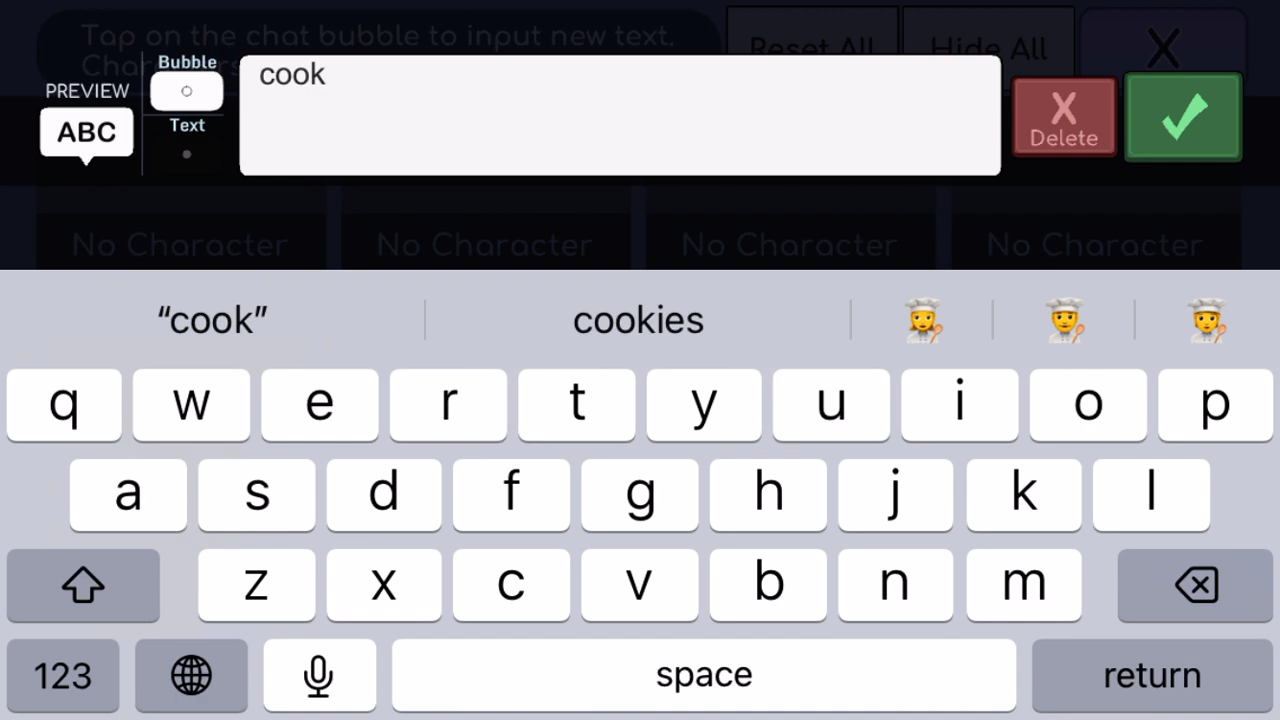 Tap on the chat bubble to input new text.
Reset All
Hide All
X
Bubble
PREVIEW
ABC
Text
cook
X
Delete
No Character
No Character
No Character
No Character
“cook”
cookies
q w e r t y u i o p
a s d f g h j k l
z x c v b n m
123
space
return